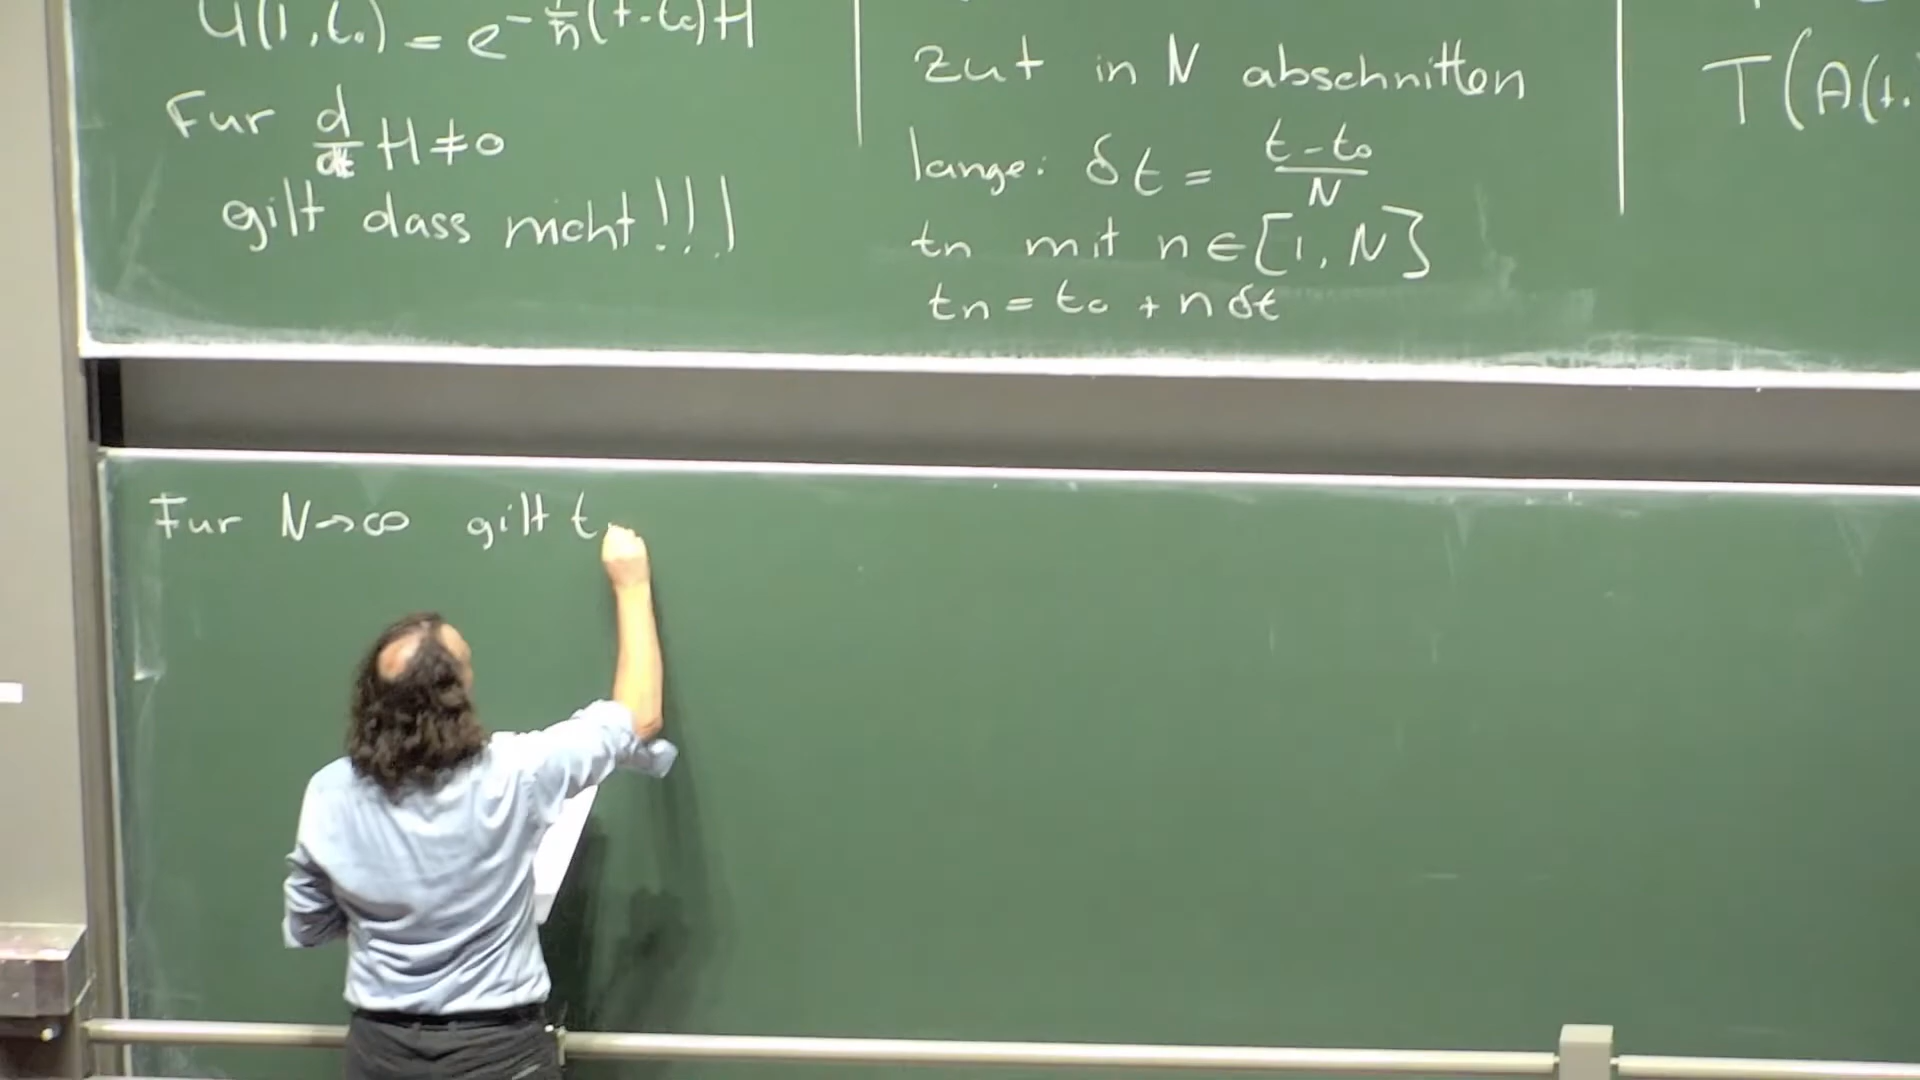 U(1,t₀) = e^{-i/ħ(t-t₀)H}
Fur d/dt H≠0
gilt dass nicht!!!
zut in N abschnitten
lange: δt = t-t₀/N
tn mit n∈[1,N]
tn = t₀ + n δt
T(A(t.
Fur N→∞ gilt t